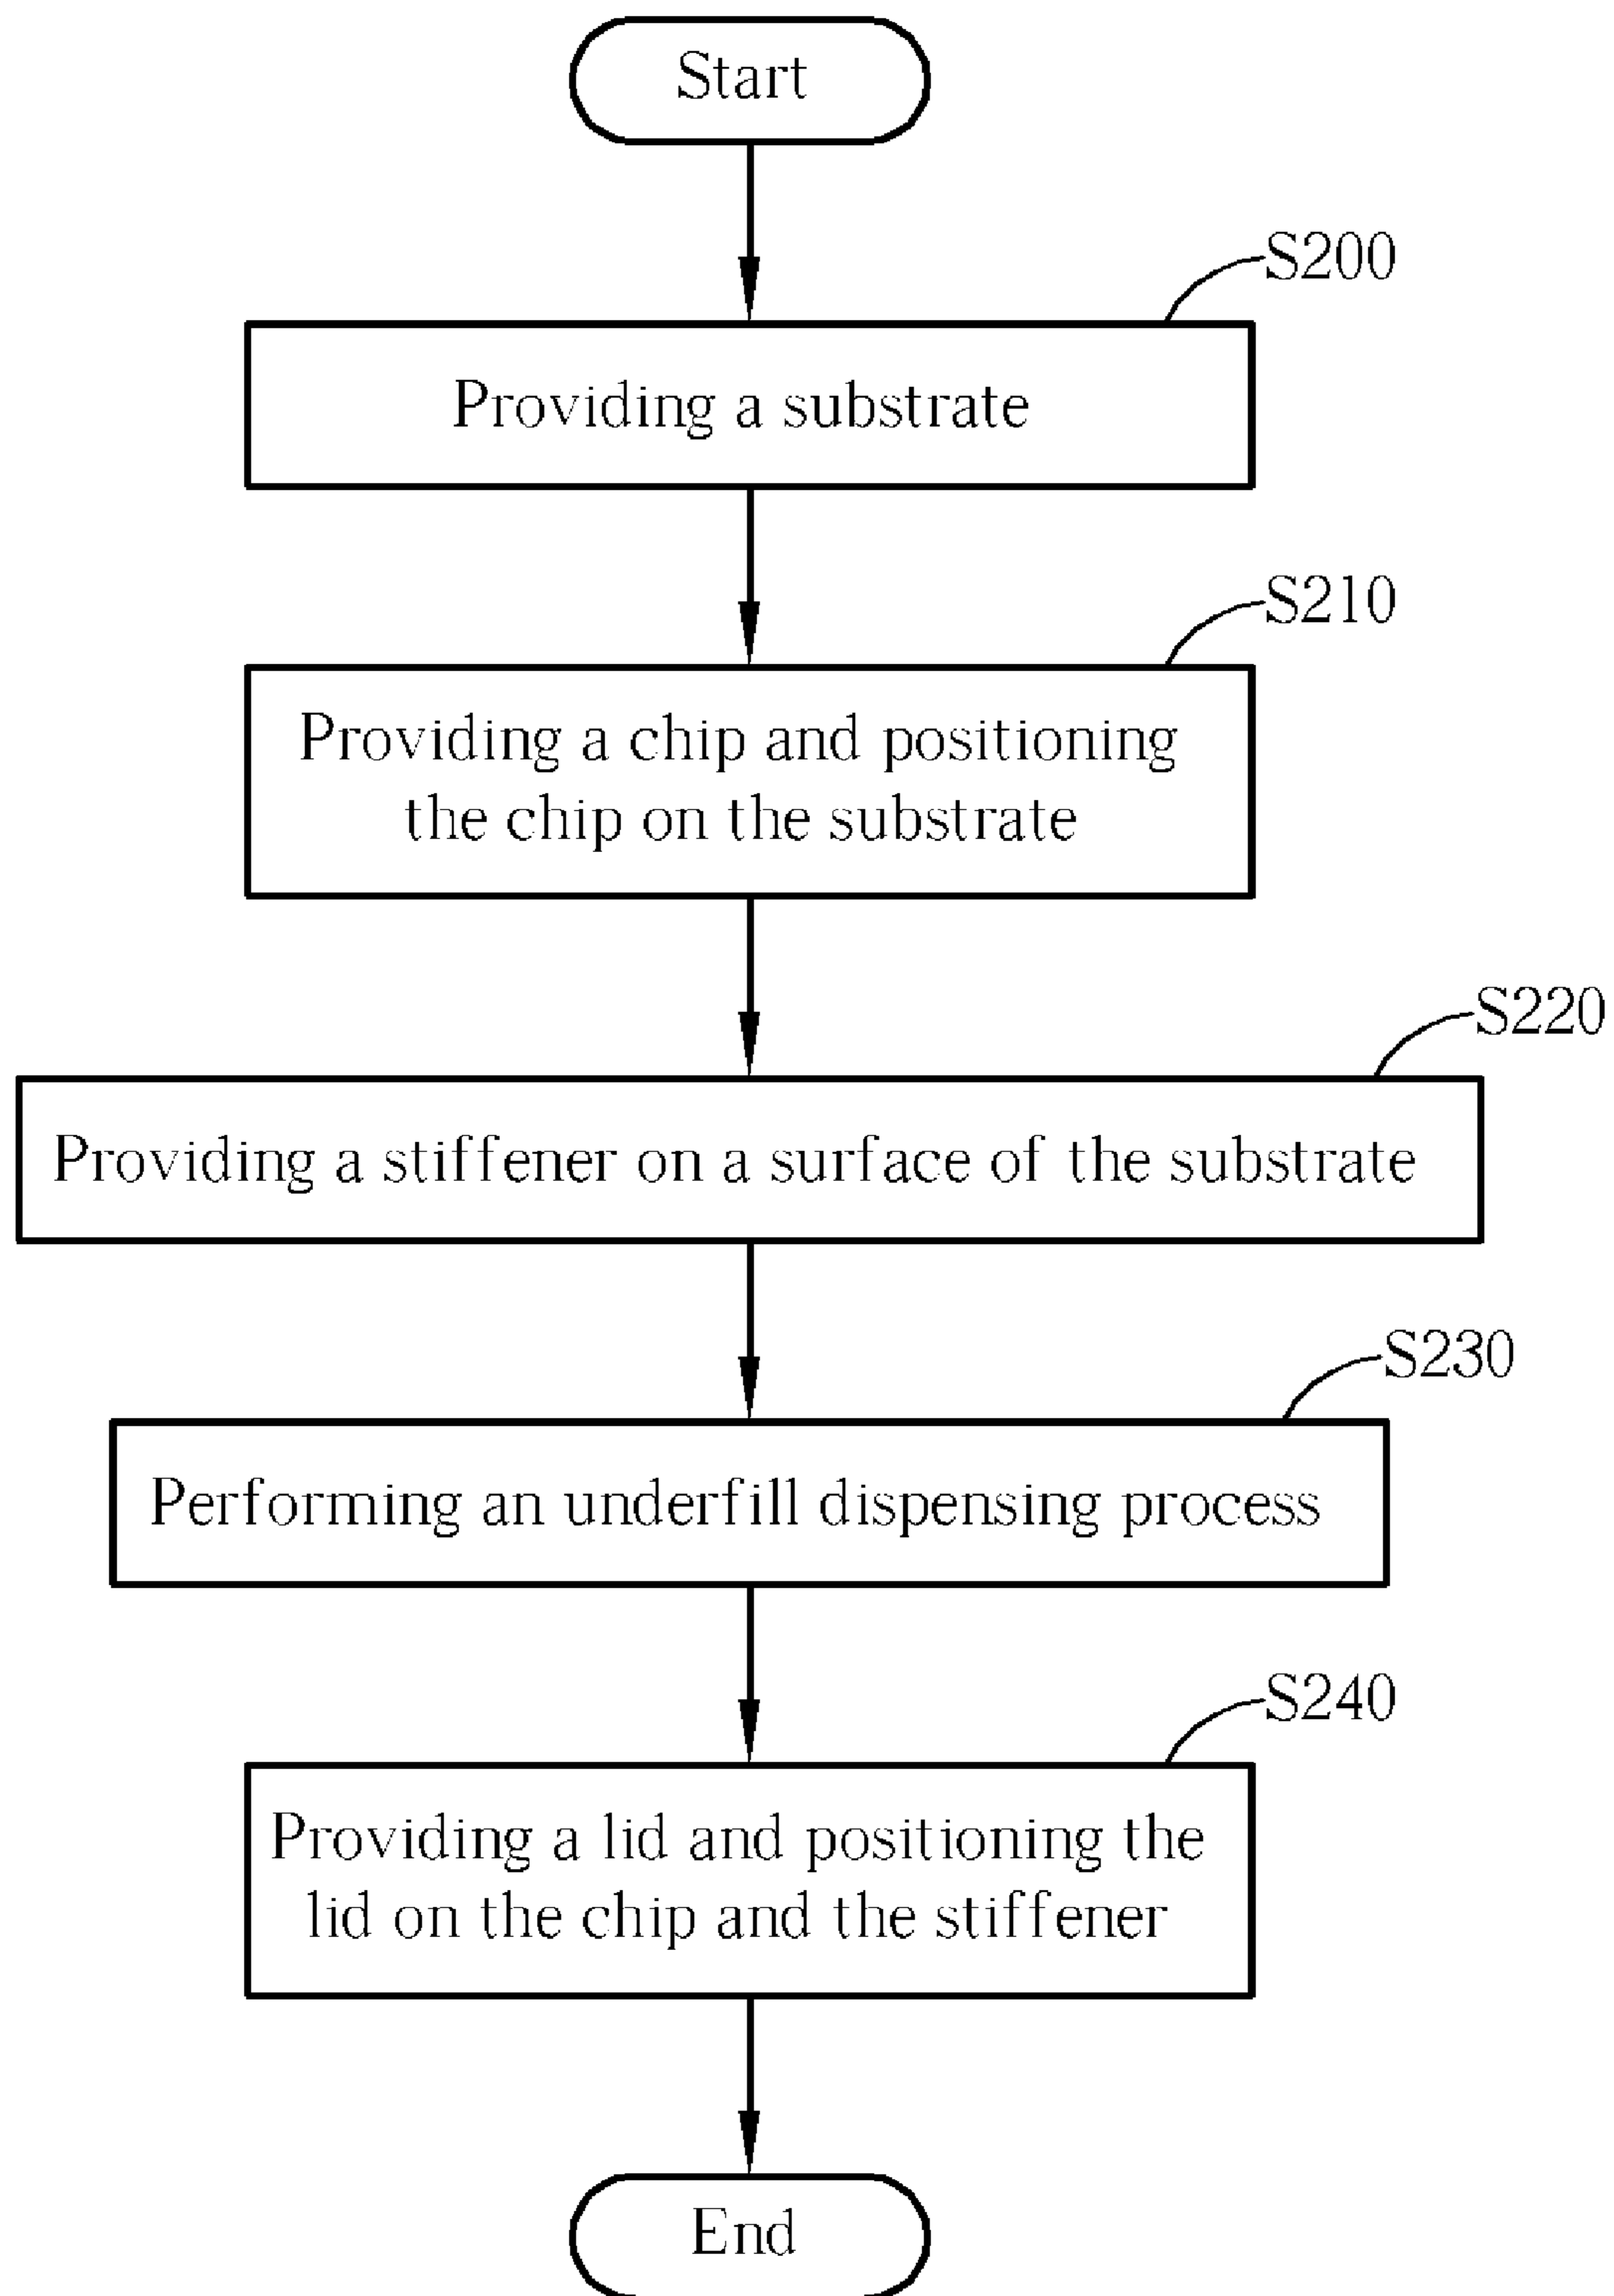 Start
S200
Providing a substrate
S210
Providing a chip and positioning
the chip on the substrate
S220
Providing a stiffener on a surface of the substrate
S230
Performing an underfill dispensing process
S240
Providing a lid and positioning the
lid on the chip and the stiffener
End